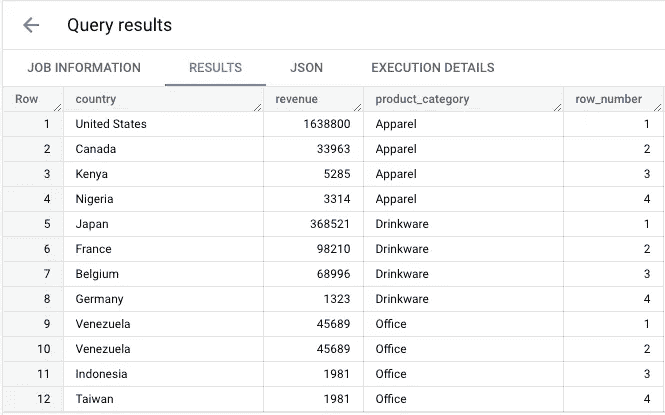 Query results
JOB INFORMATION RESULTS JSON EXECUTION DETAILS
Row country revenue product_category row_number
1 United States 1638800 Apparel 1
2 Canada 33963 Apparel 2
3 Kenya 5285 Apparel 3
4 Nigeria 3314 Apparel 4
5 Japan 368521 Drinkware 1
6 France 98210 Drinkware 2
7 Belgium 68996 Drinkware 3
8 Germany 1323 Drinkware 4
9 Venezuela 45689 Office 1
10 Venezuela 45689 Office 2
11 Indonesia 1981 Office 3
12 Taiwan 1981 Office 4